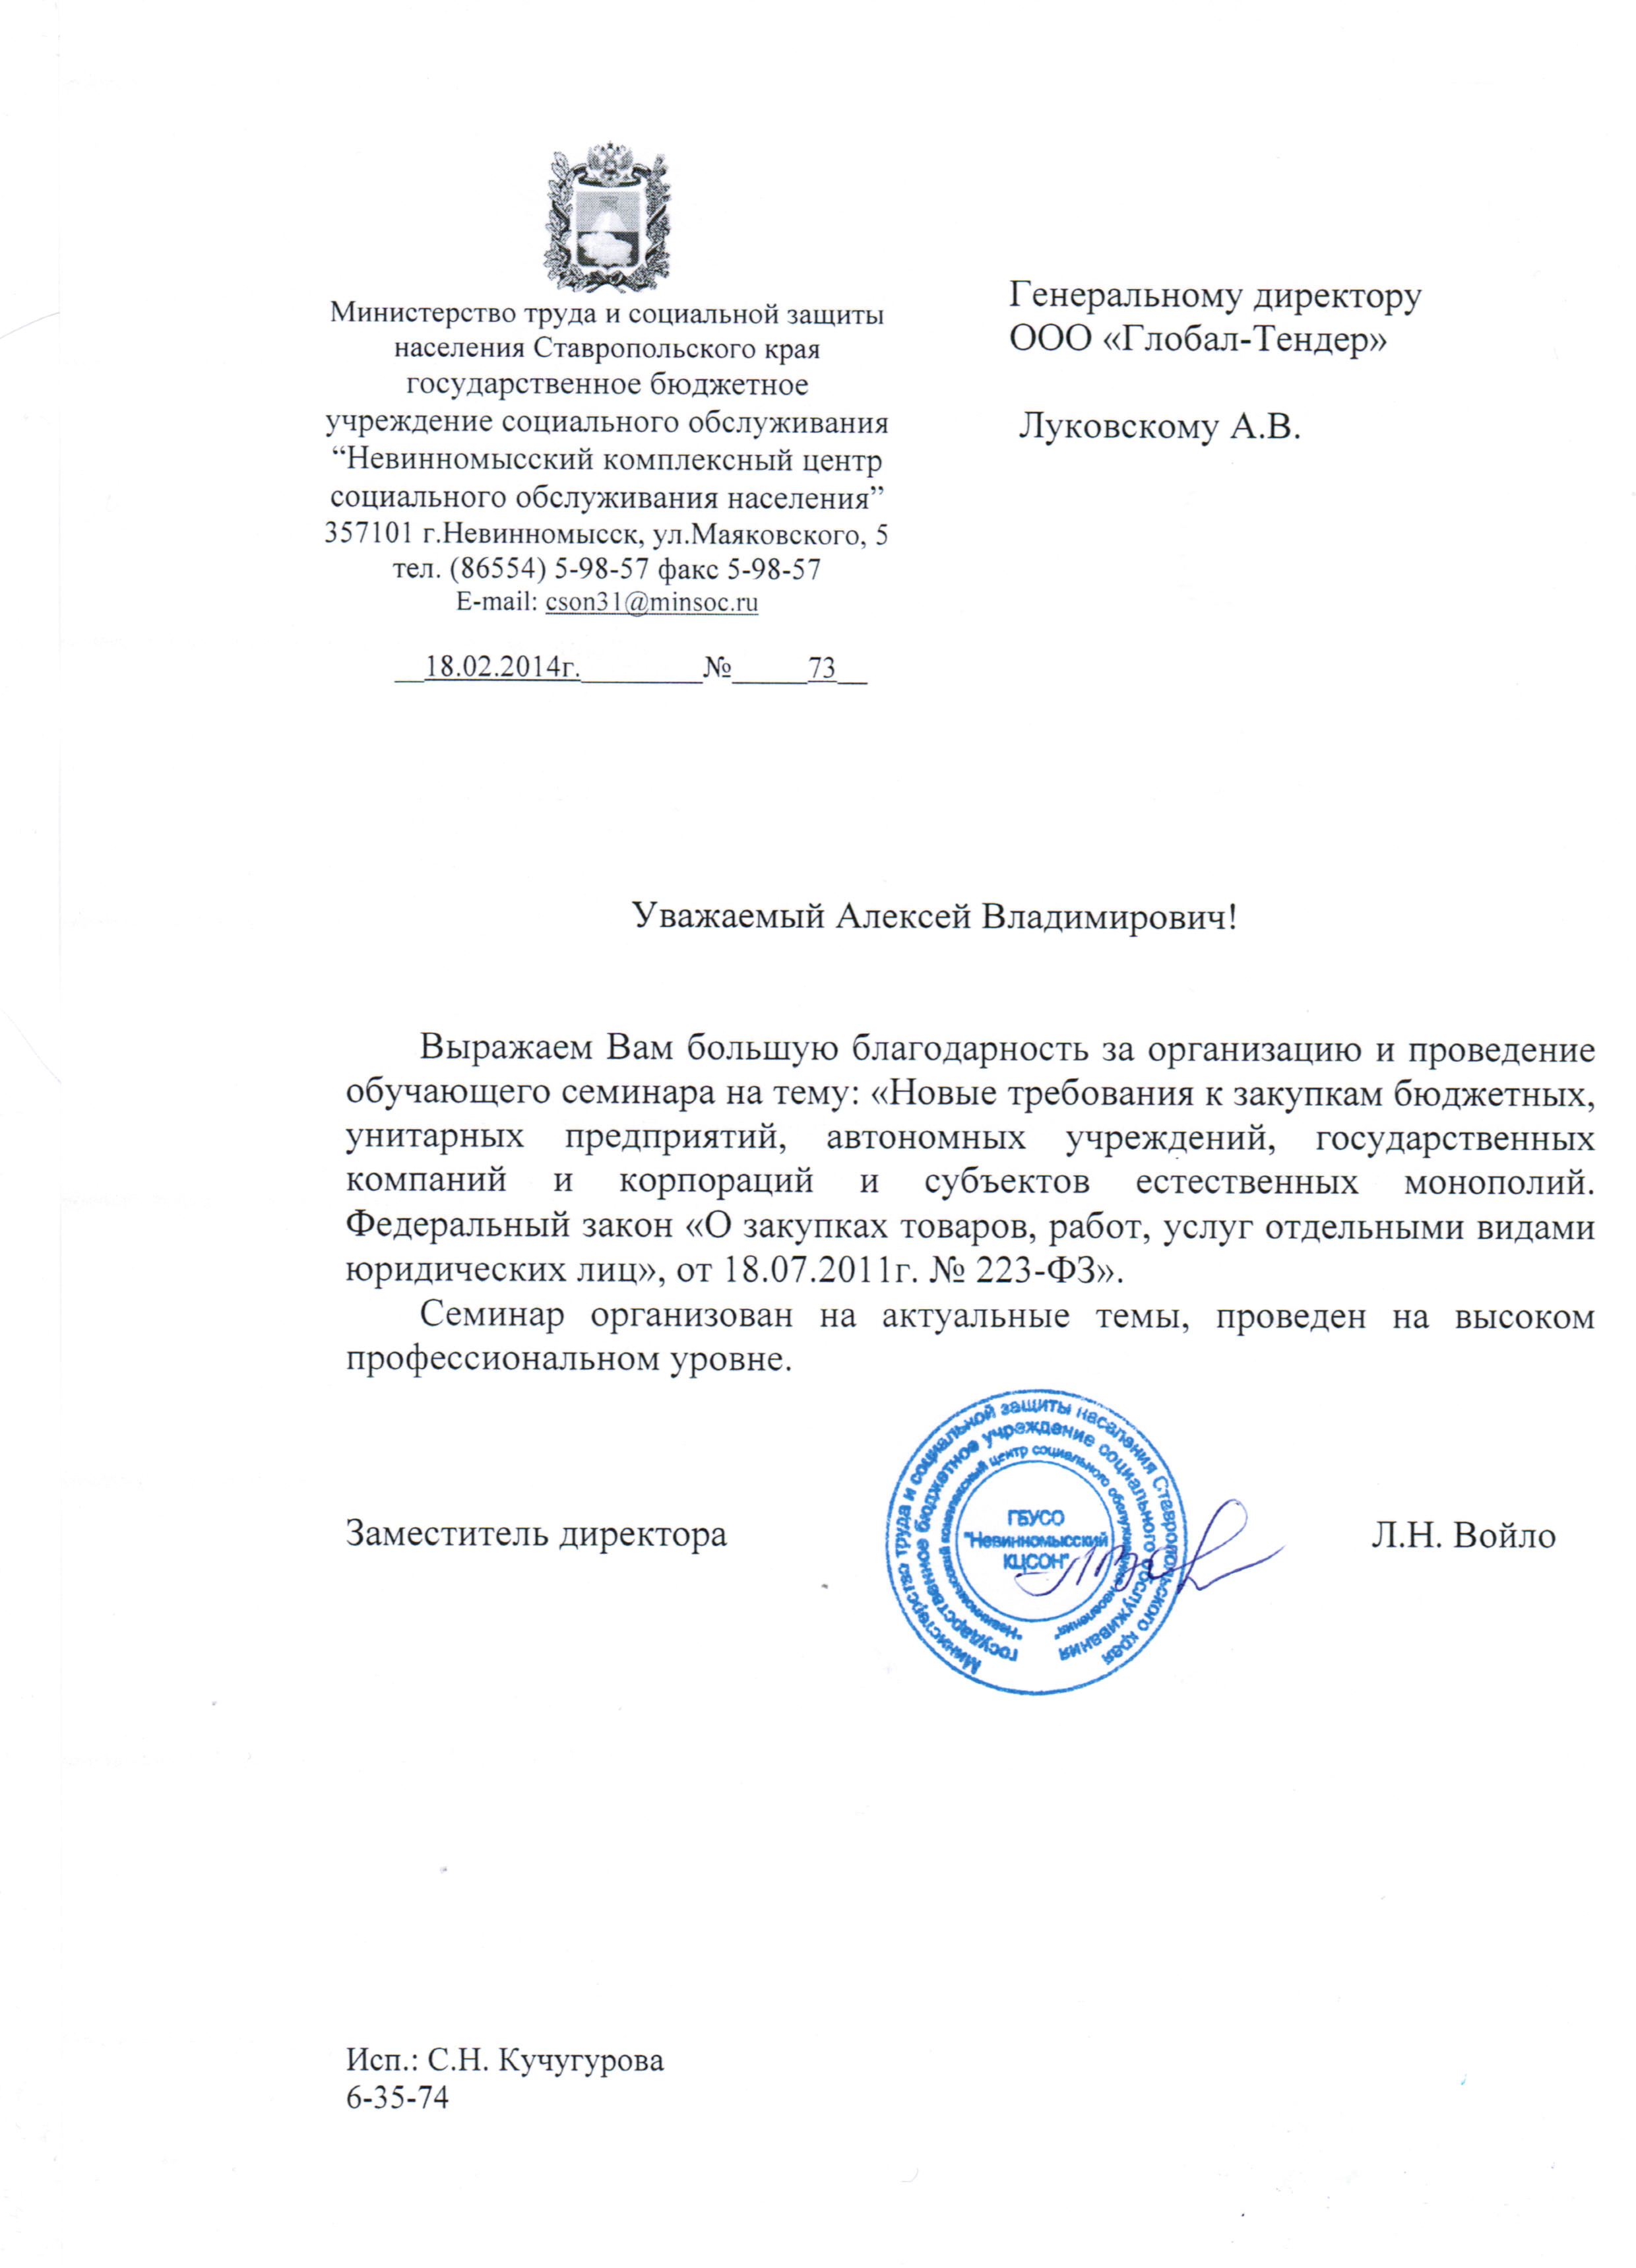 Министерство труда и социальной защиты
населения Ставропольского края
государственное бюджетное
учреждение социального обслуживания
“Невинномысский комплексный центр
социального обслуживания населения”
357101 г.Невинномысск, ул.Маяковского, 5
тел. (86554) 5-98-57 факс 5-98-57
E-mail: cson31@minsoc.ru
__18.02.2014г.________№_____73__
Генеральному директору
ООО «Глобал-Тендер»
Луковскому А.В.
Уважаемый Алексей Владимирович!
Выражаем Вам большую благодарность за организацию и проведение
обучающего семинара на тему: «Новые требования к закупкам бюджетных,
унитарных предприятий, автономных учреждений, государственных
компаний и корпораций и субъектов естественных монополий.
Федеральный закон «О закупках товаров, работ, услуг отдельными видами
юридических лиц», от 18.07.2011г. № 223-ФЗ».
Семинар организован на актуальные темы, проведен на высоком
профессиональном уровне.
Заместитель директора
Министерство труда и социальной защиты населения Ставропольского края
государственное бюджетное учреждение социального обслуживания
"Невинномысский комплексный центр социального обслуживания населения"
ГБУСО
"Невинномысский
КЦСОН"
Л.Н. Войло
Исп.: С.Н. Кучугурова
6-35-74